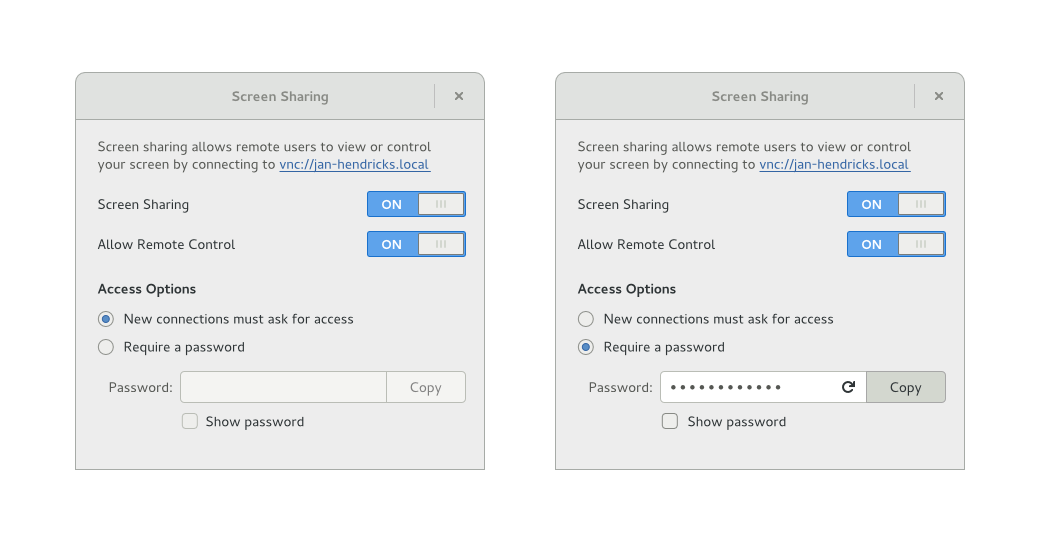 Screen Sharing
Screen sharing allows remote users to view or control
your screen by connecting to vnc://jan-hendricks.local
Screen Sharing ON
Allow Remote Control ON
Access Options
New connections must ask for access
Require a password
Password: Copy
Show password
Screen Sharing
Screen sharing allows remote users to view or control
your screen by connecting to vnc://jan-hendricks.local
Screen Sharing ON
Allow Remote Control ON
Access Options
New connections must ask for access
Require a password
Password: •••••••••••• Copy
Show password